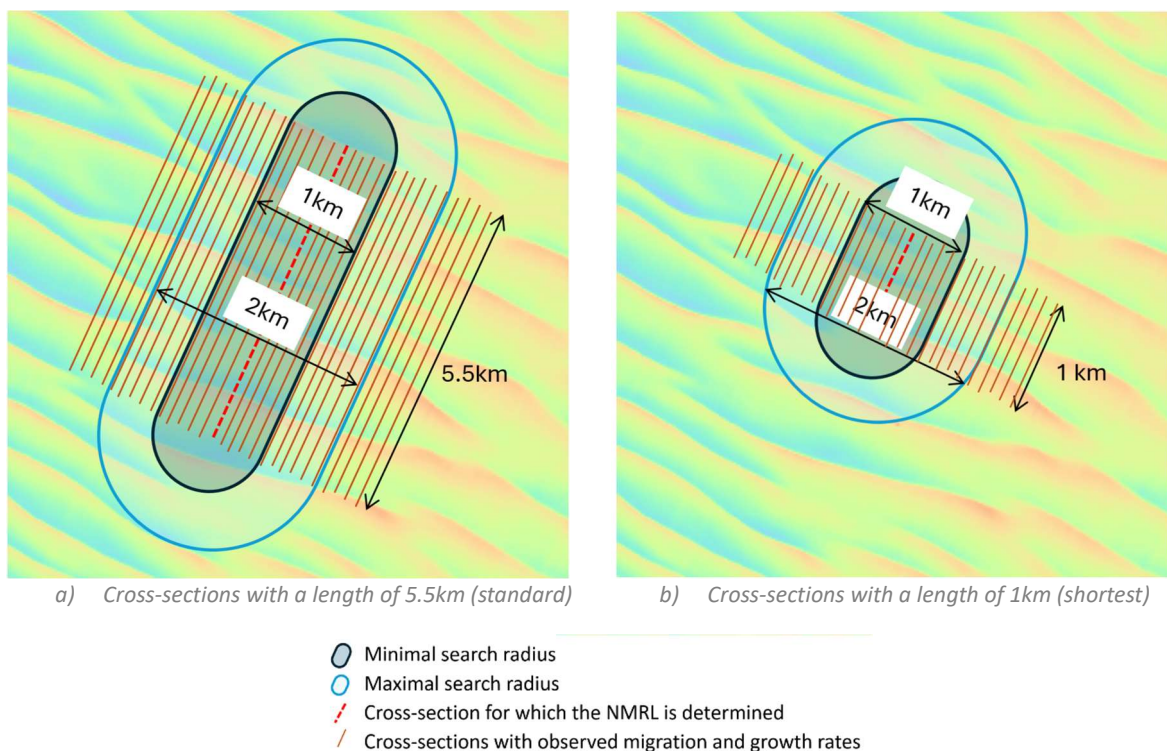 1km
2km
5.5km
1km
2km
1 km
a) Cross-sections with a length of 5.5km (standard)
b) Cross-sections with a length of 1km (shortest)
Minimal search radius
Maximal search radius
Cross-section for which the NMRL is determined
Cross-sections with observed migration and growth rates